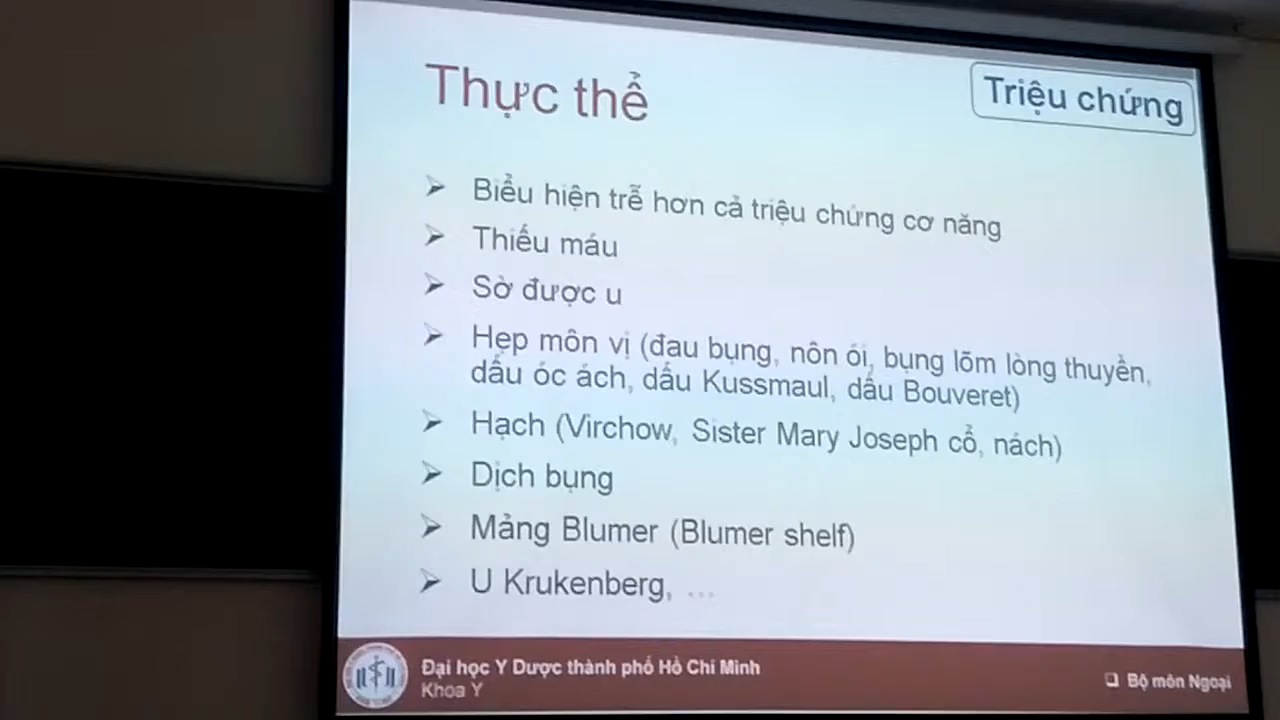 Thực thể
Triệu chứng
➢ Biểu hiện trễ hơn cả triệu chứng cơ năng
➢ Thiếu máu
➢ Sờ được u
➢ Hẹp môn vị (đau bụng, nôn ói, bụng lõm lòng thuyền,
dấu óc ách, dấu Kussmaul, dấu Bouveret)
➢ Hạch (Virchow, Sister Mary Joseph cổ, nách)
➢ Dịch bụng
➢ Mảng Blumer (Blumer shelf)
➢ U Krukenberg, ...
Đại học Y Dược thành phố Hồ Chí Minh
Khoa Y
❑ Bộ môn Ngoại